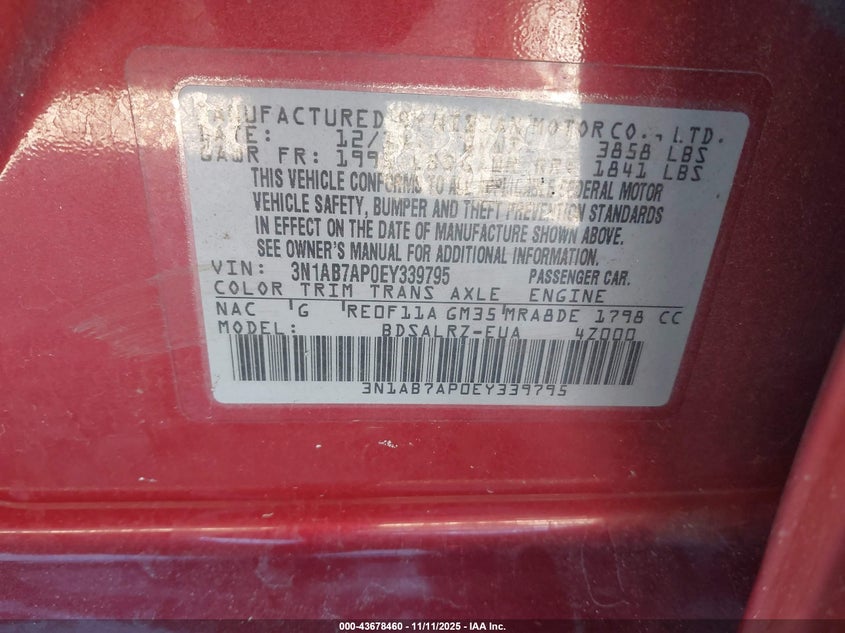 MANUFACTURED BY NISSAN MOTOR CO., LTD.
DATE: 12/ 3858 LBS
GAWR FR: 1841 LBS
THIS VEHICLE CONFORMS TO ALL APPLICABLE FEDERAL MOTOR
VEHICLE SAFETY, BUMPER AND THEFT PREVENTION STANDARDS
IN EFFECT ON THE DATE OF MANUFACTURE SHOWN ABOVE.
SEE OWNER'S MANUAL FOR ADDITIONAL INFORMATION.
VIN: 3N1AB7AP0EY339795 PASSENGER CAR.
COLOR TRIM TRANS AXLE ENGINE
NAC G RE0F11A GM35 MRA8DE 1798 CC
MODEL: BDSALRZ-EUA 4Z000
3N1AB7AP0EY339795
000-43678460 - 11/11/2025 - IAA Inc.